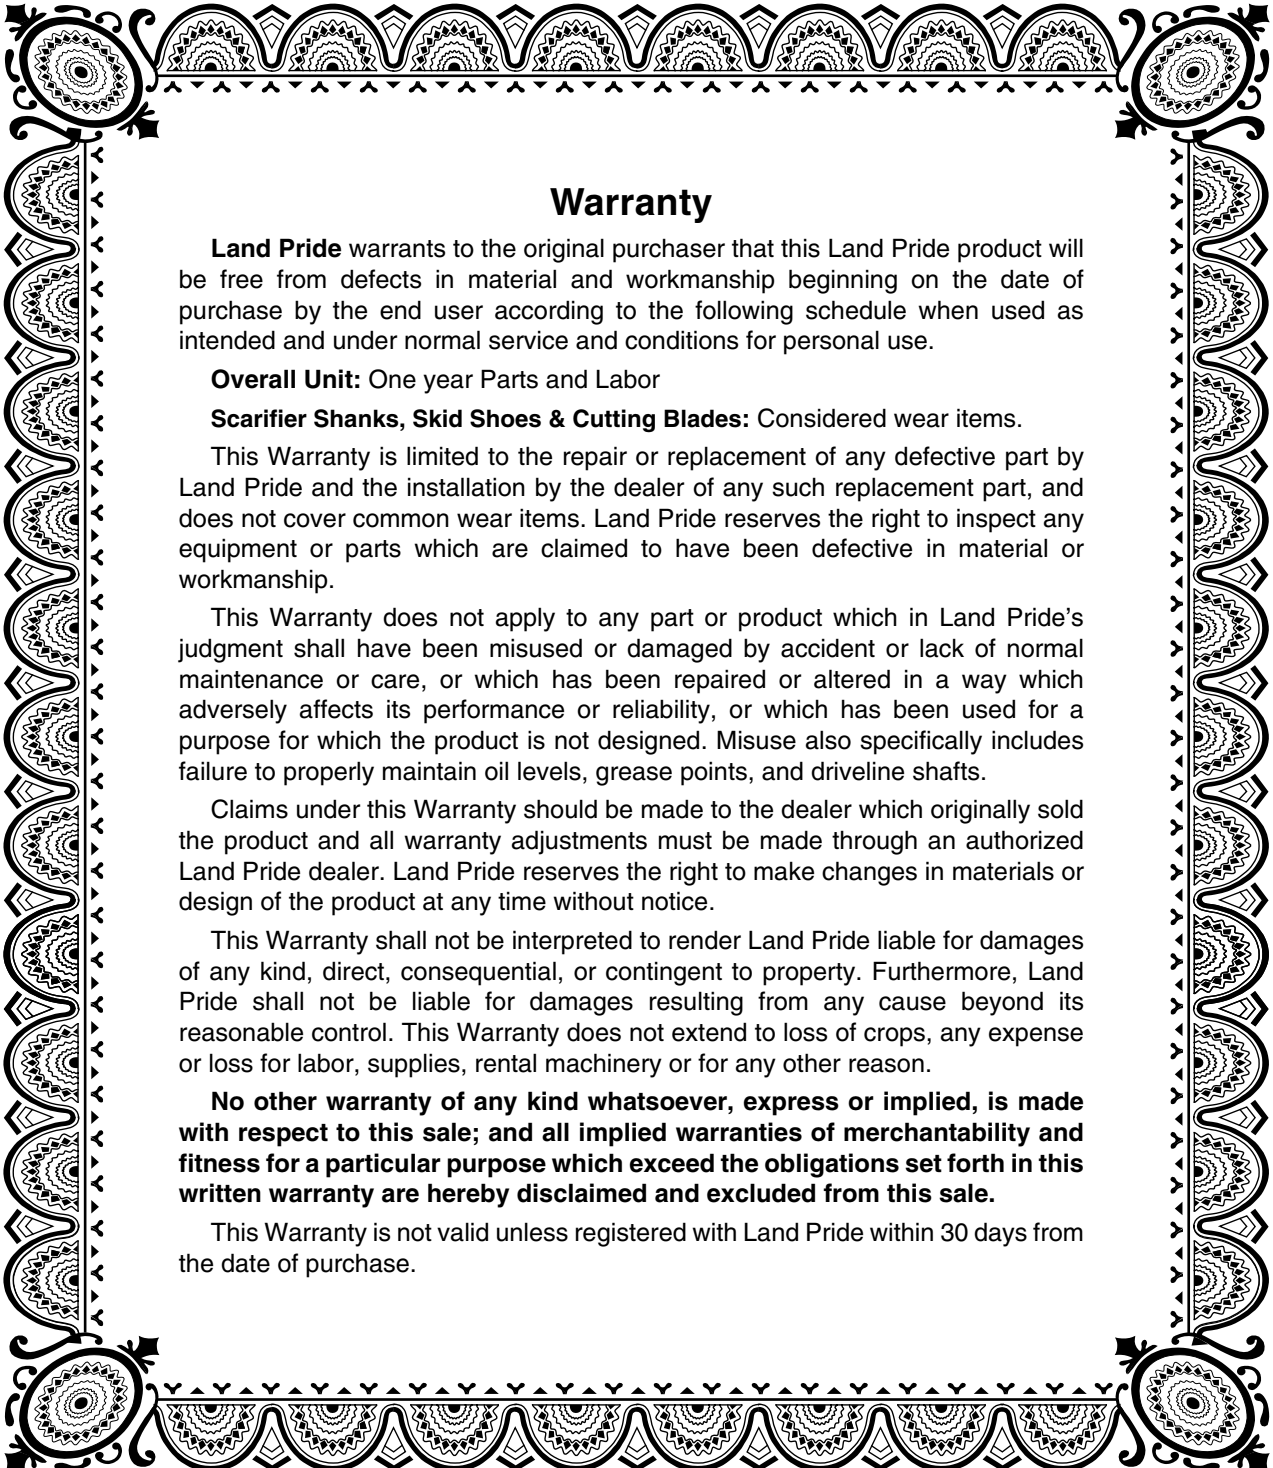 Warranty
Land Pride warrants to the original purchaser that this Land Pride product will
be free from defects in material and workmanship beginning on the date of
purchase by the end user according to the following schedule when used as
intended and under normal service and conditions for personal use.
Overall Unit: One year Parts and Labor
Scarifier Shanks, Skid Shoes & Cutting Blades: Considered wear items.
This Warranty is limited to the repair or replacement of any defective part by
Land Pride and the installation by the dealer of any such replacement part, and
does not cover common wear items. Land Pride reserves the right to inspect any
equipment or parts which are claimed to have been defective in material or
workmanship.
This Warranty does not apply to any part or product which in Land Pride’s
judgment shall have been misused or damaged by accident or lack of normal
maintenance or care, or which has been repaired or altered in a way which
adversely affects its performance or reliability, or which has been used for a
purpose for which the product is not designed. Misuse also specifically includes
failure to properly maintain oil levels, grease points, and driveline shafts.
Claims under this Warranty should be made to the dealer which originally sold
the product and all warranty adjustments must be made through an authorized
Land Pride dealer. Land Pride reserves the right to make changes in materials or
design of the product at any time without notice.
This Warranty shall not be interpreted to render Land Pride liable for damages
of any kind, direct, consequential, or contingent to property. Furthermore, Land
Pride shall not be liable for damages resulting from any cause beyond its
reasonable control. This Warranty does not extend to loss of crops, any expense
or loss for labor, supplies, rental machinery or for any other reason.
No other warranty of any kind whatsoever, express or implied, is made
with respect to this sale; and all implied warranties of merchantability and
fitness for a particular purpose which exceed the obligations set forth in this
written warranty are hereby disclaimed and excluded from this sale.
This Warranty is not valid unless registered with Land Pride within 30 days from
the date of purchase.